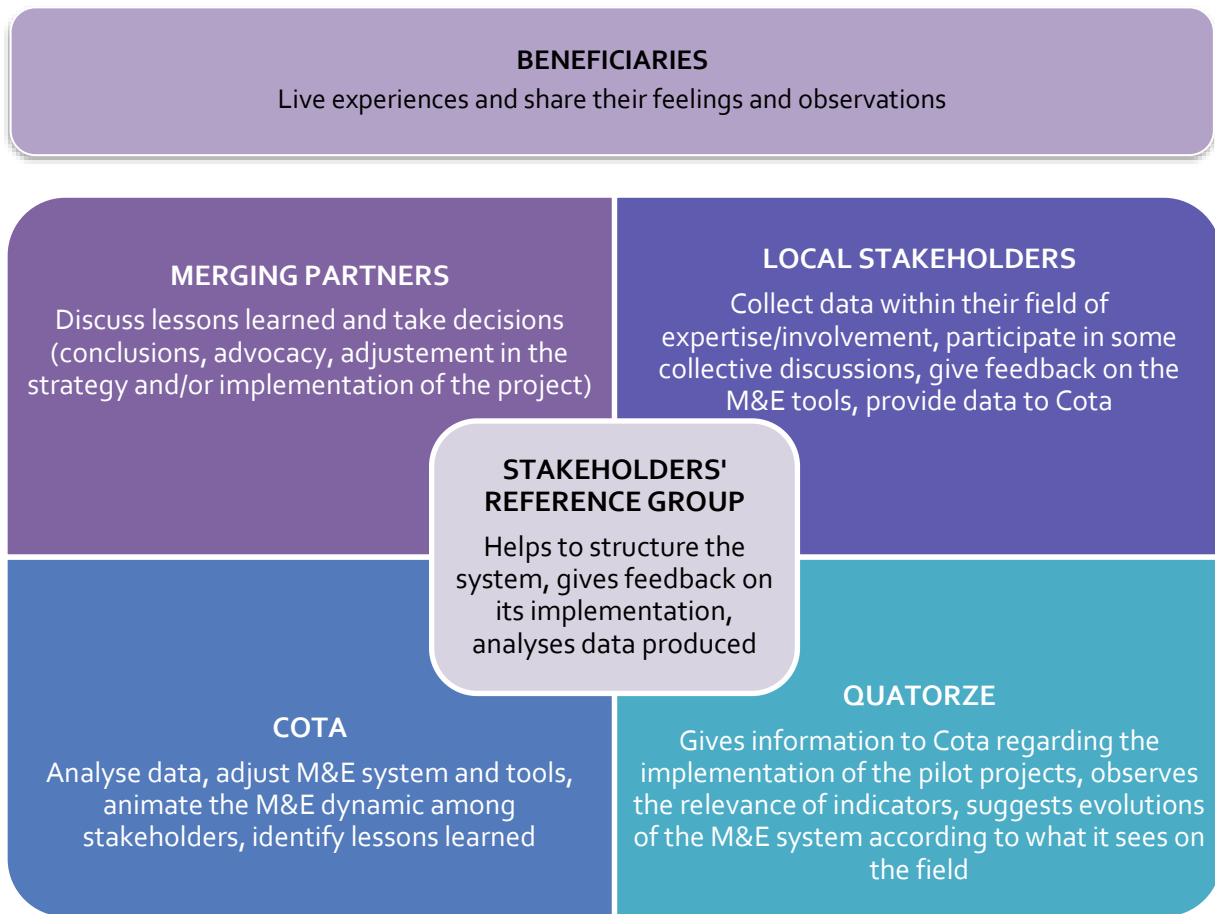 BENEFICIARIES
Live experiences and share their feelings and observations
MERGING PARTNERS
Discuss lessons learned and take decisions
(conclusions, advocacy, adjustement in the
strategy and/or implementation of the project)
LOCAL STAKEHOLDERS
Collect data within their field of
expertise/involvement, participate in some
collective discussions, give feedback on the
M&E tools, provide data to Cota
STAKEHOLDERS'
REFERENCE GROUP
Helps to structure the
system, gives feedback on
its implementation,
analyses data produced
COTA
Analyse data, adjust M&E system and tools,
animate the M&E dynamic among
stakeholders, identify lessons learned
QUATORZE
Gives information to Cota regarding the
implementation of the pilot projects, observes
the relevance of indicators, suggests evolutions
of the M&E system according to what it sees on
the field